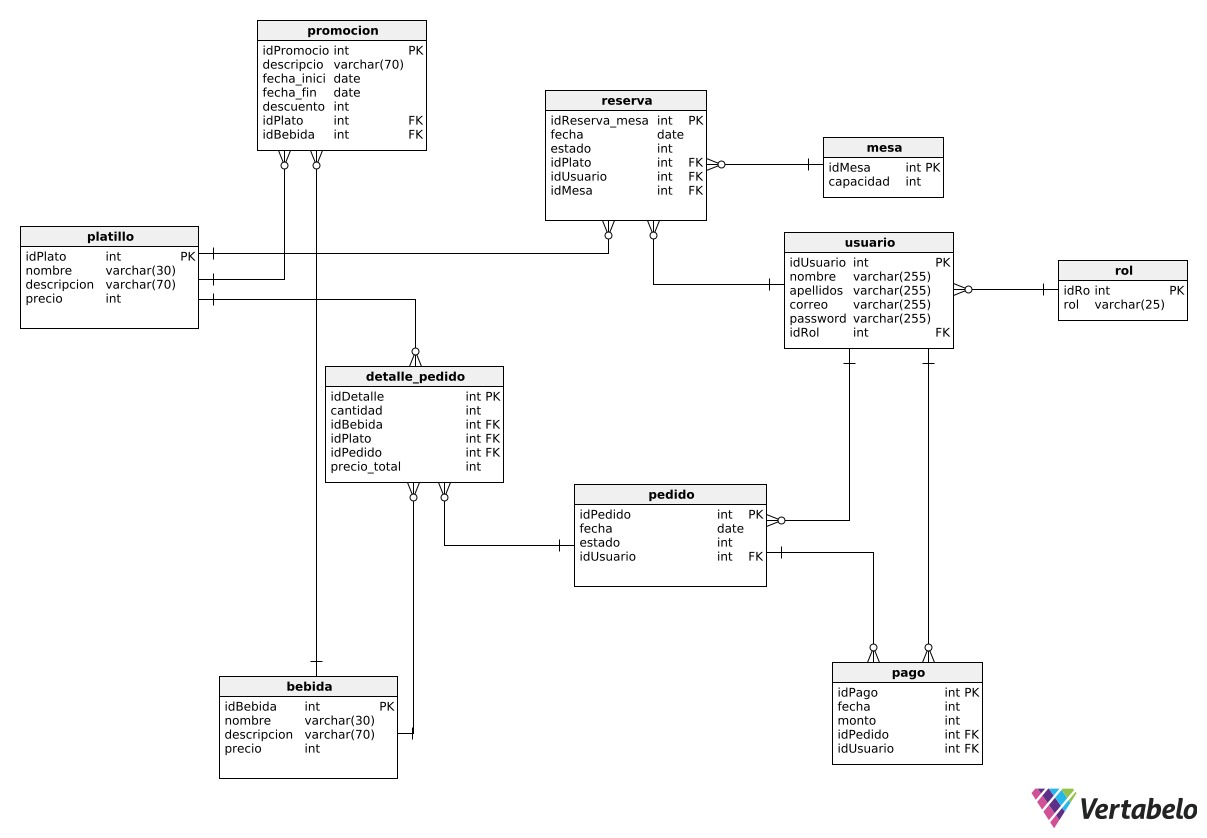 promocion
idPromocio int PK
descripcio varchar(70)
fecha_inici date
fecha_fin date
descuento int
idPlato int FK
idBebida int FK
reserva
idReserva_mesa int PK
fecha date
estado int
idPlato int FK
idUsuario int FK
idMesa int FK
mesa
idMesa int PK
capacidad int
platillo
idPlato int PK
nombre varchar(30)
descripcion varchar(70)
precio int
usuario
idUsuario int PK
nombre varchar(255)
apellidos varchar(255)
correo varchar(255)
password varchar(255)
idRol int FK
rol
idRo int PK
rol varchar(25)
detalle_pedido
idDetalle int PK
cantidad int
idBebida int FK
idPlato int FK
idPedido int FK
precio_total int
pedido
idPedido int PK
fecha date
estado int
idUsuario int FK
bebida
idBebida int PK
nombre varchar(30)
descripcion varchar(70)
precio int
pago
idPago int PK
fecha int
monto int
idPedido int FK
idUsuario int FK
Vertabelo